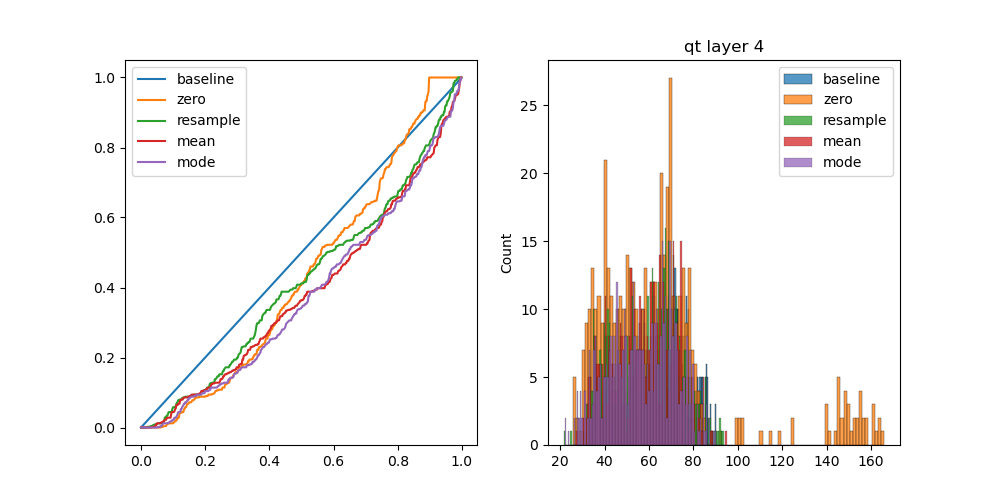 qt layer 4
baseline
zero
resample
mean
mode
1.0
0.8
0.6
0.4
0.2
0.0
0.0 0.2 0.4 0.6 0.8 1.0
baseline
zero
resample
mean
mode
Count
25
20
15
10
5
0
20 40 60 80 100 120 140 160